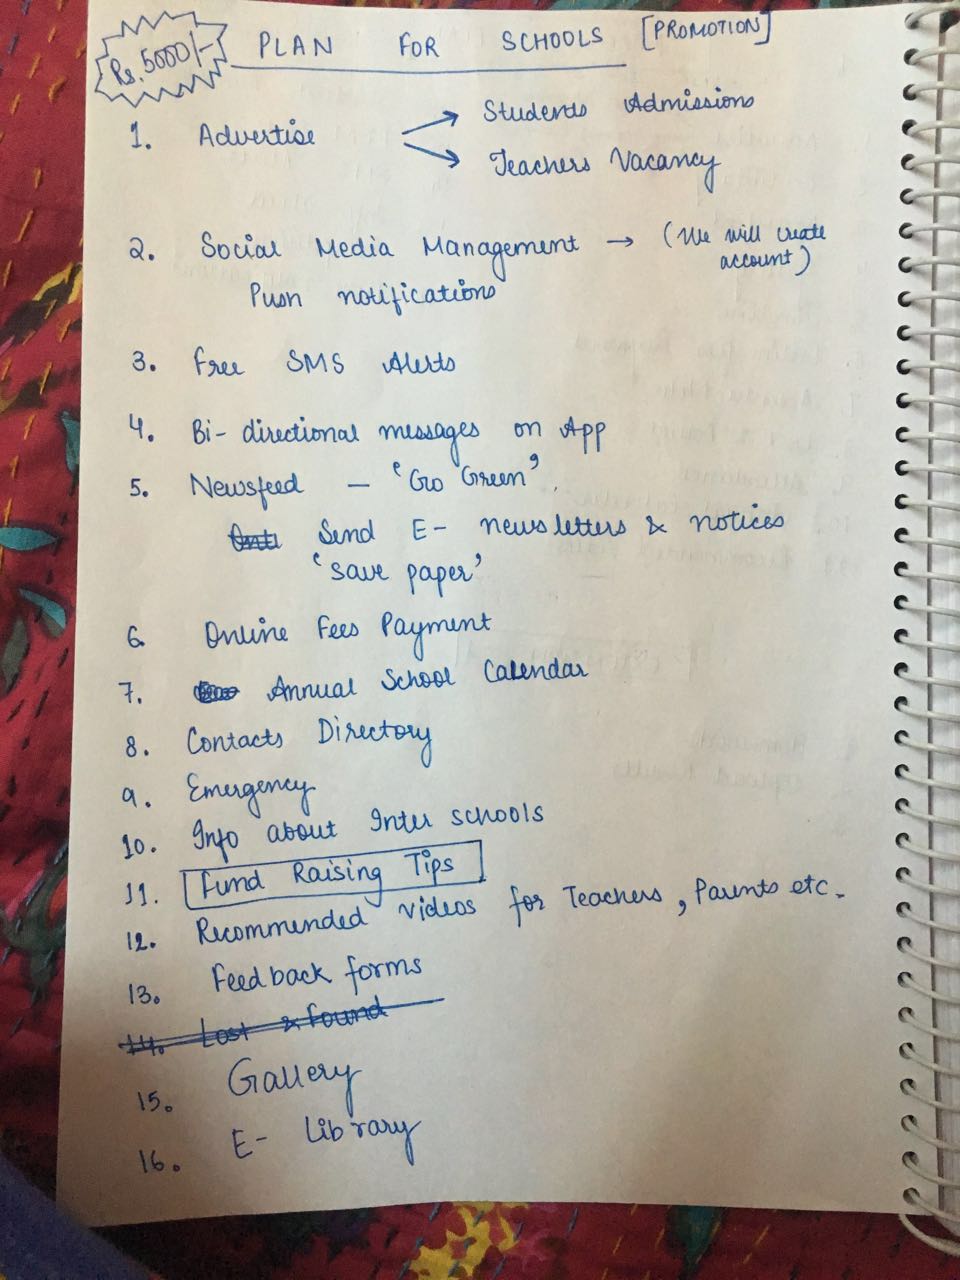 Rs. 5000/- PLAN FOR SCHOOLS [PROMOTION]
1. Advertise
Students Admissions
Teachers Vacancy
2. Social Media Management → (We will create
account)
Push notifications
3. Free SMS Alerts
4. Bi-directional messages on App
5. Newsfeed — 'Go Green'.
Send E- newsletters & notices
'save paper'
6. Online Fees Payment
7. Annual School Calendar
8. Contacts Directory
9. Emergency
10. Info about Inter schools
11. Fund Raising Tips
12. Recommended videos for Teachers, Parents etc.
13. Feedback forms
14. Lost & found
15. Gallery
16. E- Library